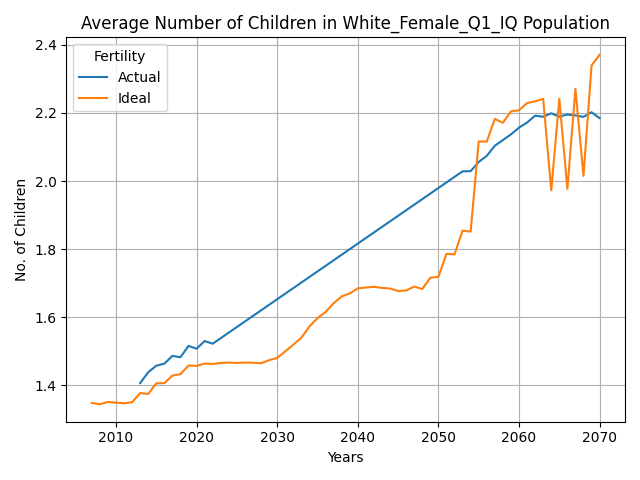 Average Number of Children in White_Female_Q1_IQ Population
Fertility
Actual
Ideal
No. of Children
2.4
2.2
2.0
1.8
1.6
1.4
2010 2020 2030 2040 2050 2060 2070
Years